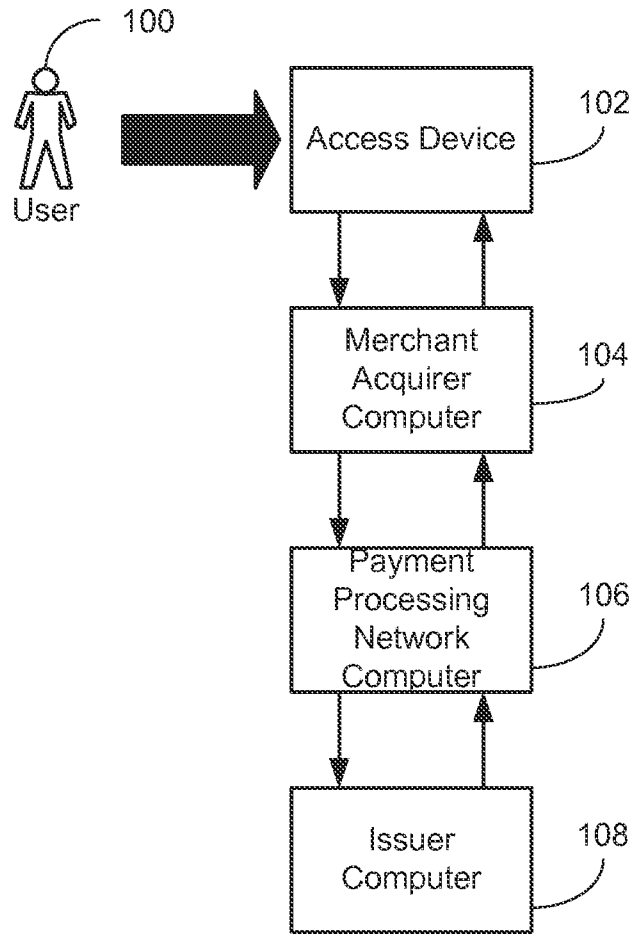 100
User
Access Device
102
Merchant
Acquirer
Computer
104
Payment
Processing
Network
Computer
106
Issuer
Computer
108